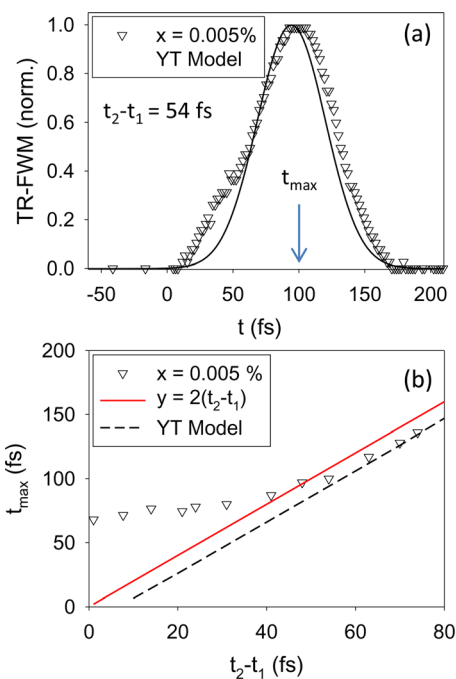 (a)
x = 0.005%
YT Model
t₂-t₁ = 54 fs
t_max
TR-FWM (norm.)
1.0
0.8
0.6
0.4
0.2
0.0
-50 0 50 100 150 200
t (fs)
(b)
x = 0.005 %
y = 2(t₂-t₁)
YT Model
t_max (fs)
200
150
100
50
0
0 20 40 60 80
t₂-t₁ (fs)